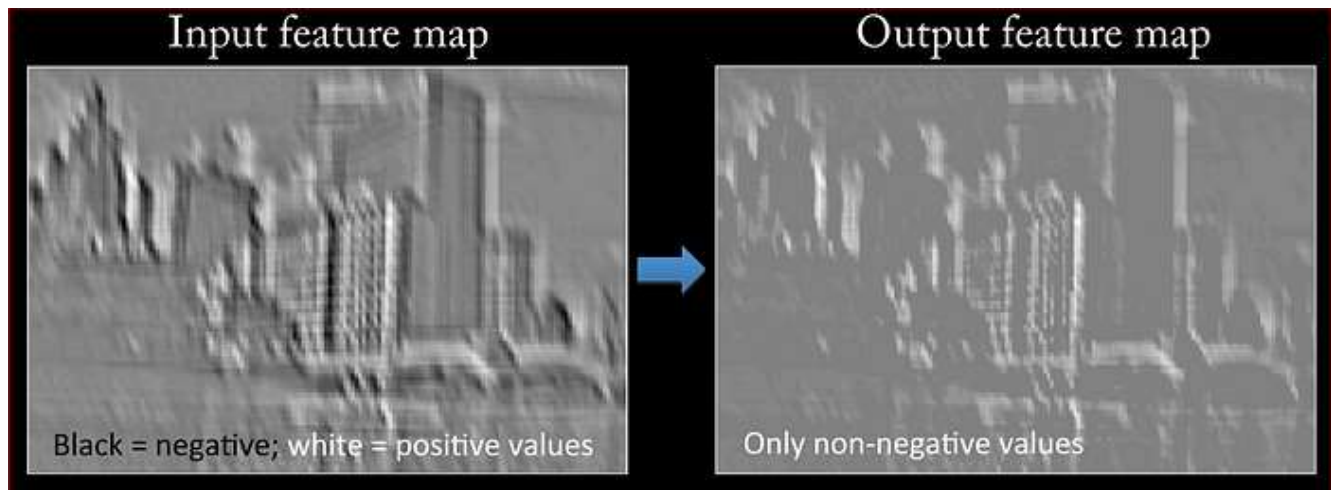 Input feature map
Output feature map
Black = negative; white = positive values
Only non-negative values